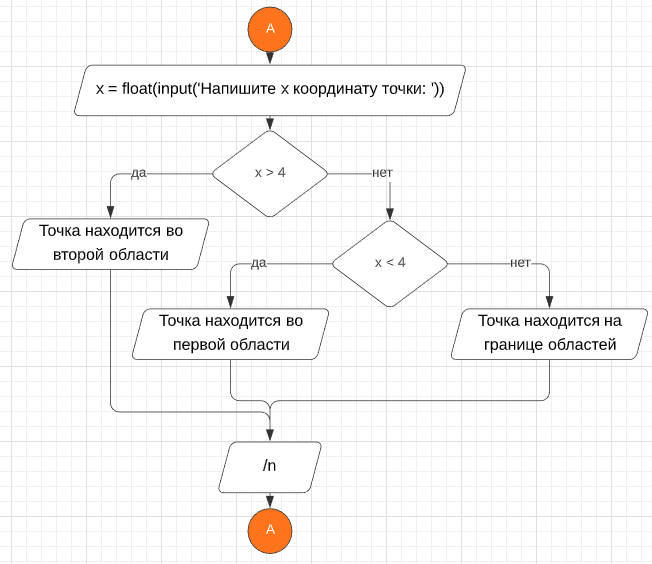 A
x = float(input('Напишите x координату точки: '))
x > 4
да
нет
Точка находится во
второй области
x < 4
да
нет
Точка находится во
первой области
Точка находится на
границе областей
/n
A